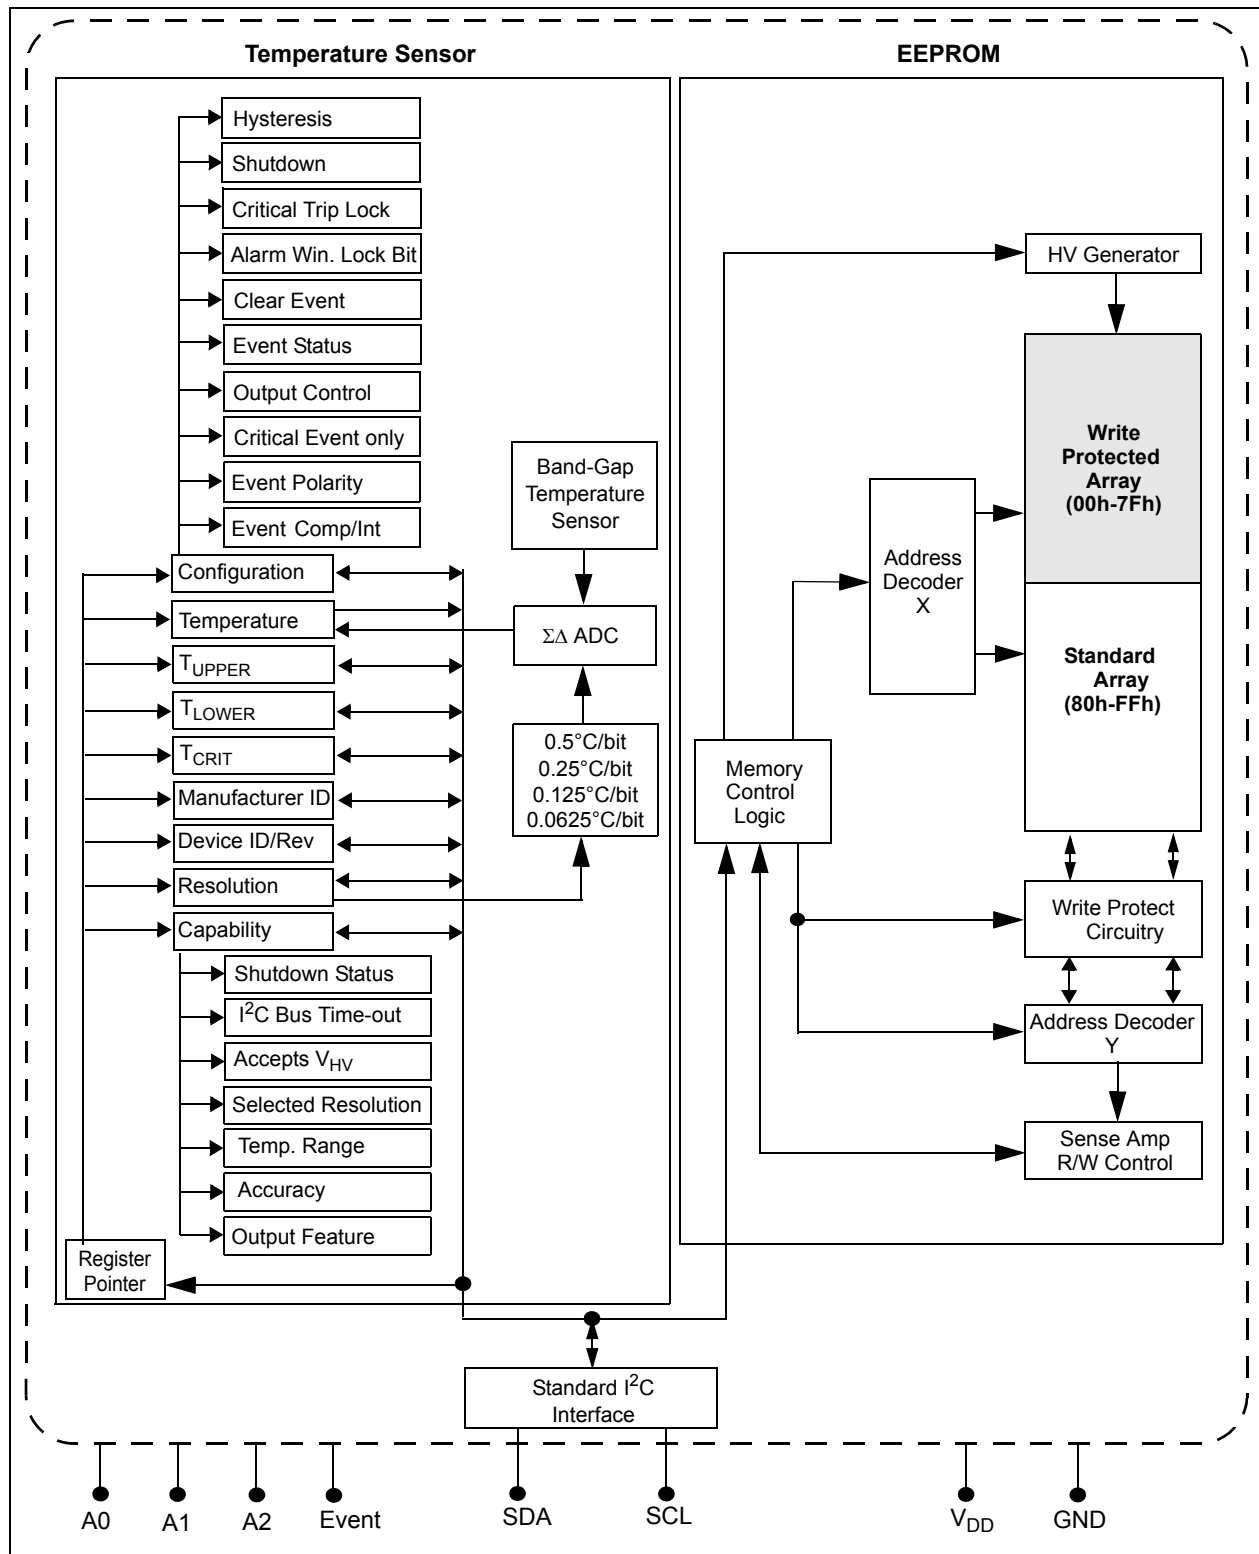 Temperature Sensor
EEPROM
Hysteresis
Shutdown
Critical Trip Lock
Alarm Win. Lock Bit
Clear Event
Event Status
Output Control
Critical Event only
Event Polarity
Event Comp/Int
Configuration
Temperature
TUPPER
TLOWER
TCRIT
Manufacturer ID
Device ID/Rev
Resolution
Capability
Shutdown Status
I²C Bus Time-out
Accepts VHV
Selected Resolution
Temp. Range
Accuracy
Output Feature
Register
Pointer
Band-Gap
Temperature
Sensor
ΣΔ ADC
0.5°C/bit
0.25°C/bit
0.125°C/bit
0.0625°C/bit
HV Generator
Write
Protected
Array
(00h-7Fh)
Address
Decoder
X
Standard
Array
(80h-FFh)
Memory
Control
Logic
Write Protect
Circuitry
Address Decoder
Y
Sense Amp
R/W Control
Standard I²C
Interface
A0
A1
A2
Event
SDA
SCL
VDD
GND